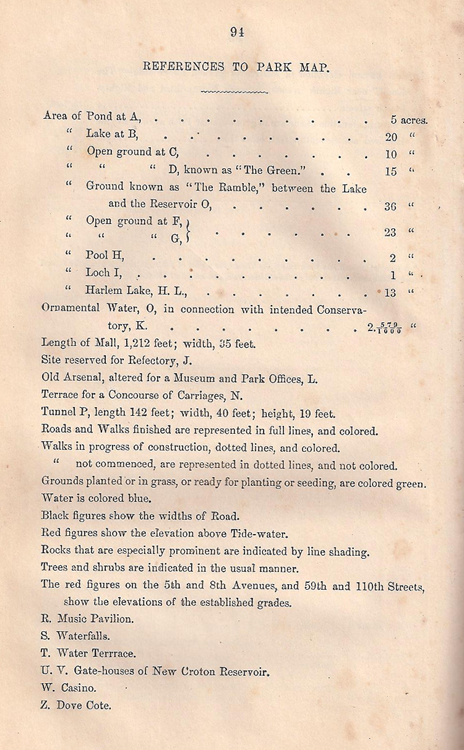 94
REFERENCES TO PARK MAP.
Area of Pond at A, . . . . . . . . . 5 acres.
“ Lake at B, . . . . . . . . 20 “
“ Open ground at C, . . . . . . . 10 “
“ “ “ D, known as “The Green.” . . 15 “
“ Ground known as “The Ramble,” between the Lake
and the Reservoir O, . . . . . . 36 “
“ Open ground at F,
“ “ “ G,} . . . . . . 23 “
“ Pool H, . . . . . . . . . 2 “
“ Loch I, . . . . . . . . . 1 “
“ Harlem Lake, H. L., . . . . . . . 13 “
Ornamental Water, O, in connection with intended Conserva-
tory, K. . . . . . . . . 2.579/1000 “
Length of Mall, 1,212 feet; width, 35 feet.
Site reserved for Refectory, J.
Old Arsenal, altered for a Museum and Park Offices, L.
Terrace for a Concourse of Carriages, N.
Tunnel P, length 142 feet; width, 40 feet; height, 19 feet.
Roads and Walks finished are represented in full lines, and colored.
Walks in progress of construction, dotted lines, and colored.
“ not commenced, are represented in dotted lines, and not colored.
Grounds planted or in grass, or ready for planting or seeding, are colored green.
Water is colored blue.
Black figures show the widths of Road.
Red figures show the elevation above Tide-water.
Rocks that are especially prominent are indicated by line shading.
Trees and shrubs are indicated in the usual manner.
The red figures on the 5th and 8th Avenues, and 59th and 110th Streets,
show the elevations of the established grades.
R. Music Pavilion.
S. Waterfalls.
T. Water Terrrace.
U. V. Gate-houses of New Croton Reservoir.
W. Casino.
Z. Dove Cote.